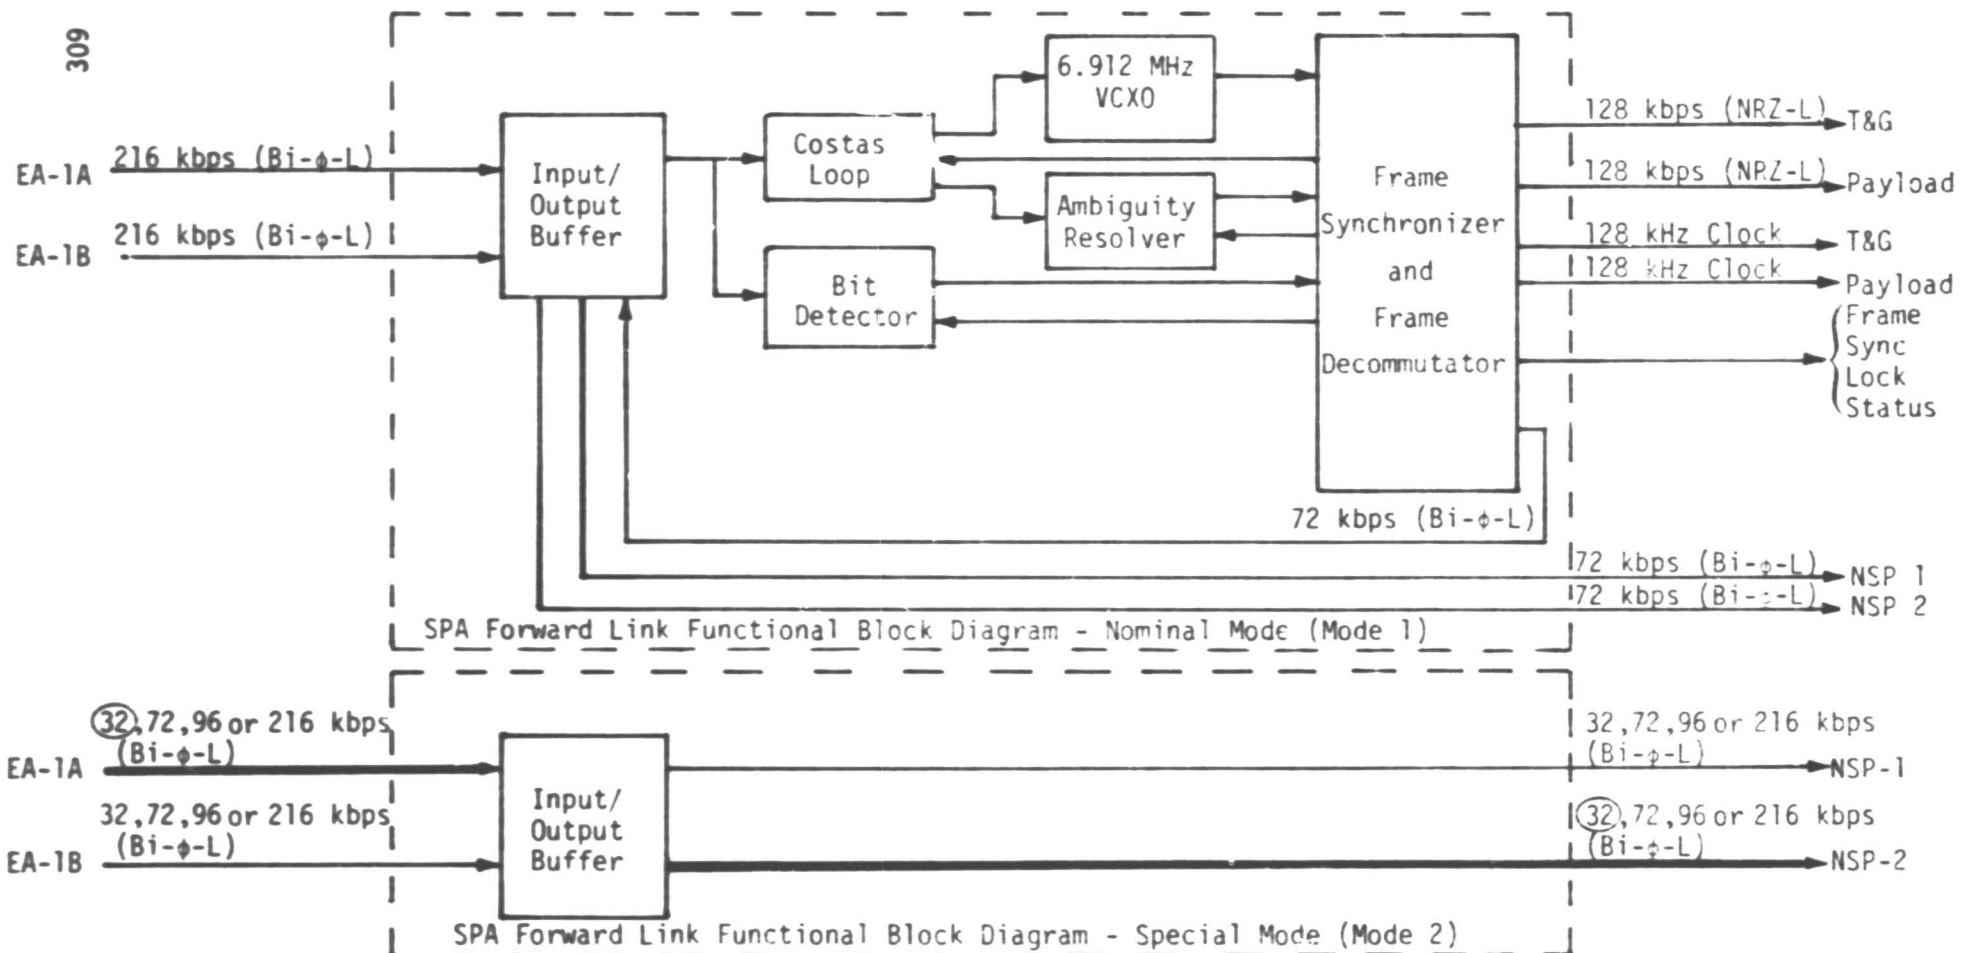 309
6.912 MHz
VCXO
Costas
Loop
Input/
Output
Buffer
Ambiguity
Resolver
Bit
Detector
Frame
Synchronizer
and
Frame
Decommutator
EA-1A
216 kbps (Bi-φ-L)
EA-1B
216 kbps (Bi-φ-L)
128 kbps (NRZ-L)
T&G
128 kbps (NRZ-L)
Payload
128 kHz Clock
T&G
128 kHz Clock
Payload
Frame
Sync
Lock
Status
72 kbps (Bi-φ-L)
72 kbps (Bi-φ-L)
NSP 1
72 kbps (Bi-φ-L)
NSP 2
SPA Forward Link Functional Block Diagram - Nominal Mode (Mode 1)
32,72,96 or 216 kbps
(Bi-φ-L)
EA-1A
32,72,96 or 216 kbps
(Bi-φ-L)
EA-1B
Input/
Output
Buffer
32,72,96 or 216 kbps
(Bi-φ-L)
NSP-1
32,72,96 or 216 kbps
(Bi-φ-L)
NSP-2
SPA Forward Link Functional Block Diagram - Special Mode (Mode 2)